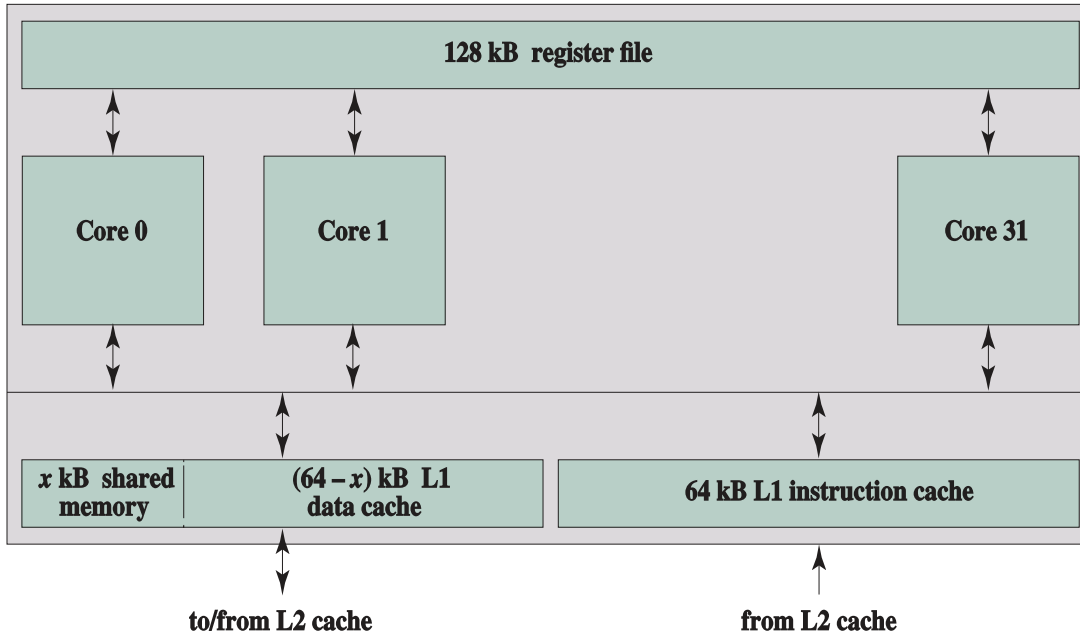 128 kB register file
Core 0
Core 1
Core 31
x kB shared
memory
(64 – x) kB L1
data cache
64 kB L1 instruction cache
to/from L2 cache
from L2 cache